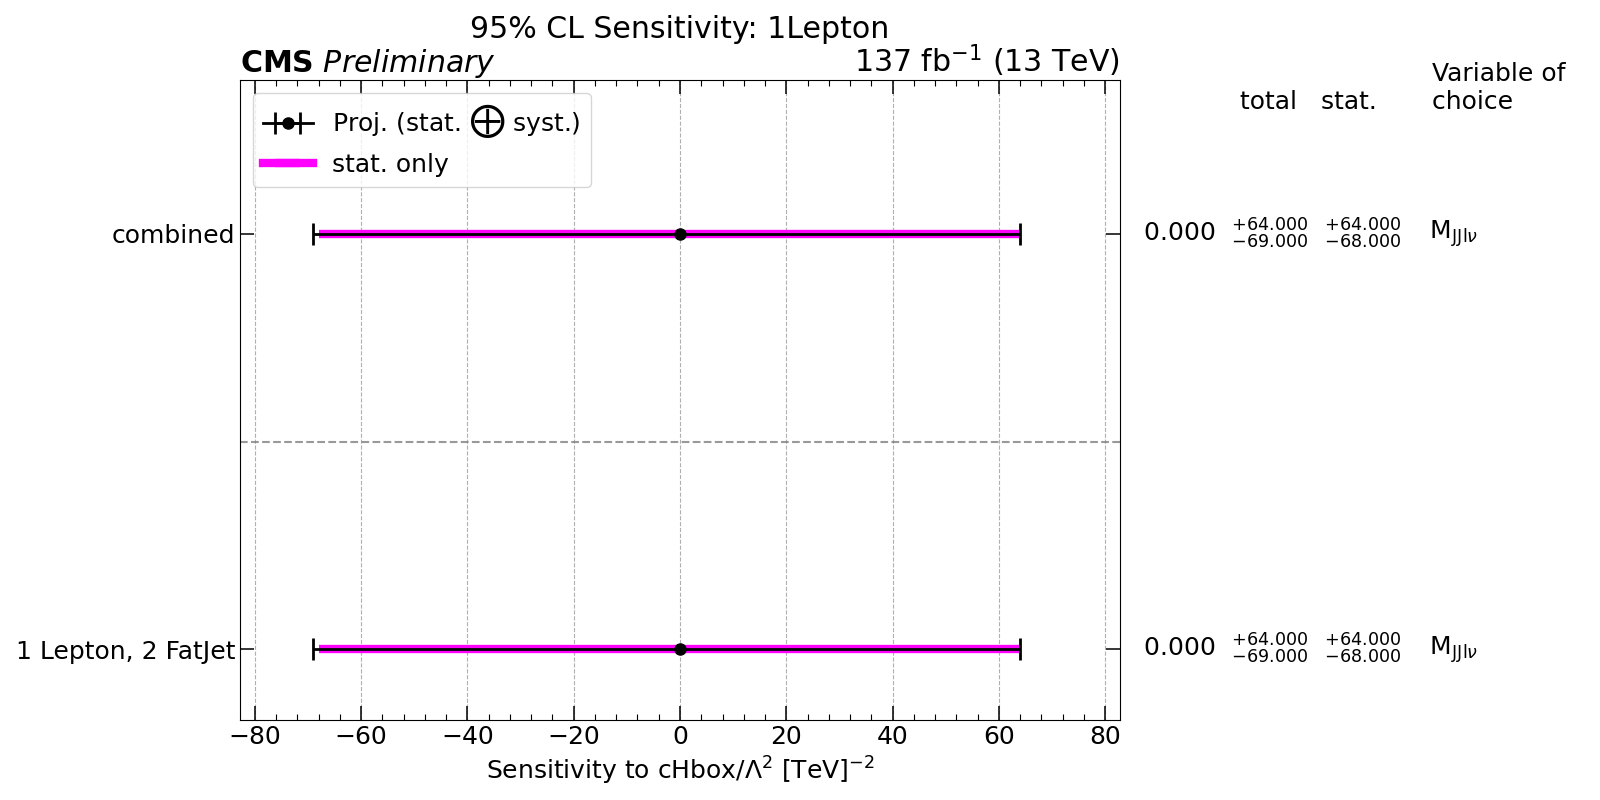 95% CL Sensitivity: 1Lepton
CMS Preliminary 137 fb⁻¹ (13 TeV)
Variable of
total stat. choice
Proj. (stat. ⨁ syst.)
stat. only
combined 0.000 +64.000 −69.000 +64.000 −68.000 M_JJlν
1 Lepton, 2 FatJet 0.000 +64.000 −69.000 +64.000 −68.000 M_JJlν
−80 −60 −40 −20 0 20 40 60 80
Sensitivity to cHbox/Λ² [TeV]⁻²